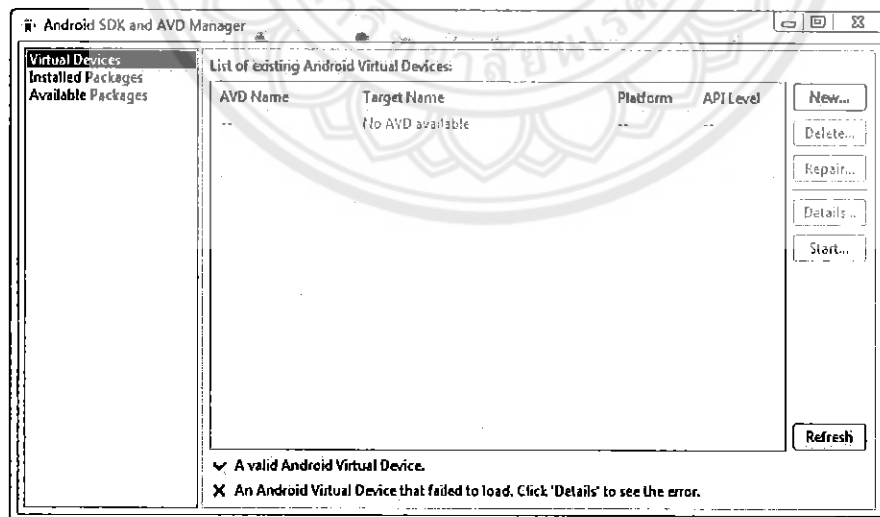 Android SDK and AVD Manager
Virtual Devices
Installed Packages
Available Packages
List of existing Android Virtual Devices:
AVD Name Target Name Platform API Level
-- No AVD available -- --
New...
Delete...
Repair...
Details...
Start...
Refresh
A valid Android Virtual Device.
An Android Virtual Device that failed to load. Click 'Details' to see the error.